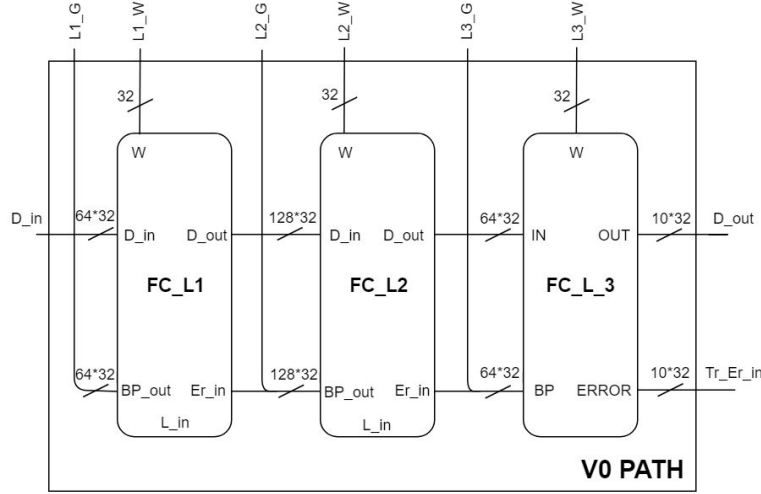 L1_G
L1_W
L2_G
L2_W
L3_G
L3_W
32
32
32
W
W
W
D_in
64*32
D_in
D_out
128*32
D_in
D_out
64*32
IN
OUT
10*32
D_out
FC_L1
FC_L2
FC_L_3
64*32
BP_out
Er_in
128*32
BP_out
Er_in
64*32
BP
ERROR
10*32
Tr_Er_in
L_in
L_in
V0 PATH